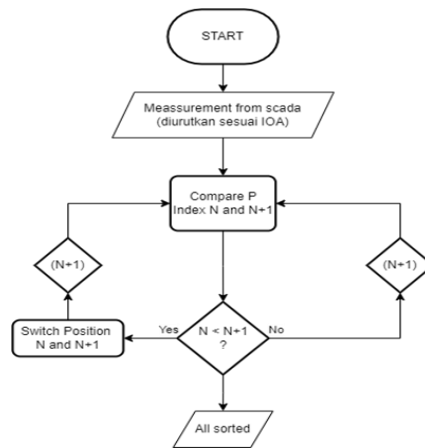 START
Meassurement from scada
(diurutkan sesuai IOA)
Compare P
Index N and N+1
(N+1)
(N+1)
Switch Position
N and N+1
Yes
N < N+1
?
No
All sorted